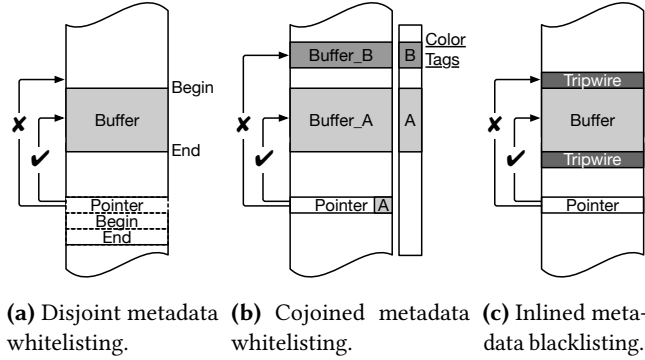 Begin
Buffer
End
Pointer
Begin
End
Buffer_B
B
Color
Tags
Buffer_A
A
Pointer
A
Tripwire
Buffer
Tripwire
Pointer
(a) Disjoint metadata
whitelisting.
(b) Cojoined metadata
whitelisting.
(c) Inlined meta-
data blacklisting.